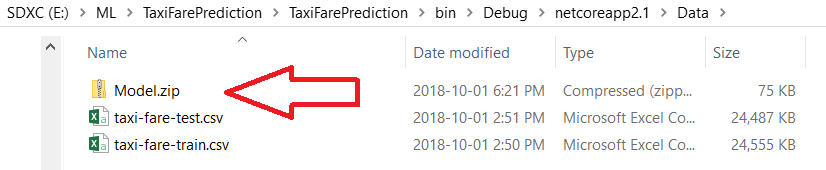 SDXC (E:) > ML > TaxiFarePrediction > TaxiFarePrediction > bin > Debug > netcoreapp2.1 > Data >
Name Date modified Type Size
Model.zip 2018-10-01 6:21 PM Compressed (zipp... 75 KB
taxi-fare-test.csv 2018-10-01 2:51 PM Microsoft Excel Co... 24,487 KB
taxi-fare-train.csv 2018-10-01 2:50 PM Microsoft Excel Co... 24,555 KB